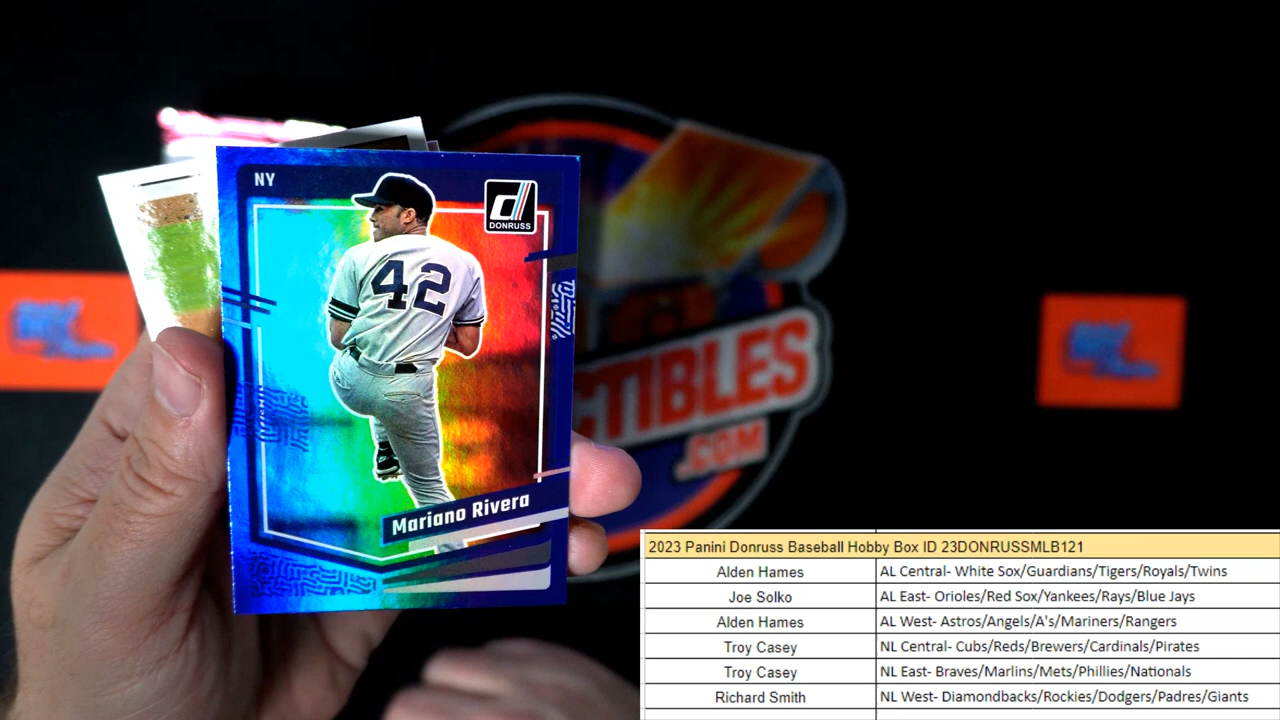 NY
DONRUSS
42
Mariano Rivera
CTIBLES
.COM
2023 Panini Donruss Baseball Hobby Box ID 23DONRUSSMLB121
Alden Hames AL Central- White Sox/Guardians/Tigers/Royals/Twins
Joe Solko AL East- Orioles/Red Sox/Yankees/Rays/Blue Jays
Alden Hames AL West- Astros/Angels/A's/Mariners/Rangers
Troy Casey NL Central- Cubs/Reds/Brewers/Cardinals/Pirates
Troy Casey NL East- Braves/Marlins/Mets/Phillies/Nationals
Richard Smith NL West- Diamondbacks/Rockies/Dodgers/Padres/Giants